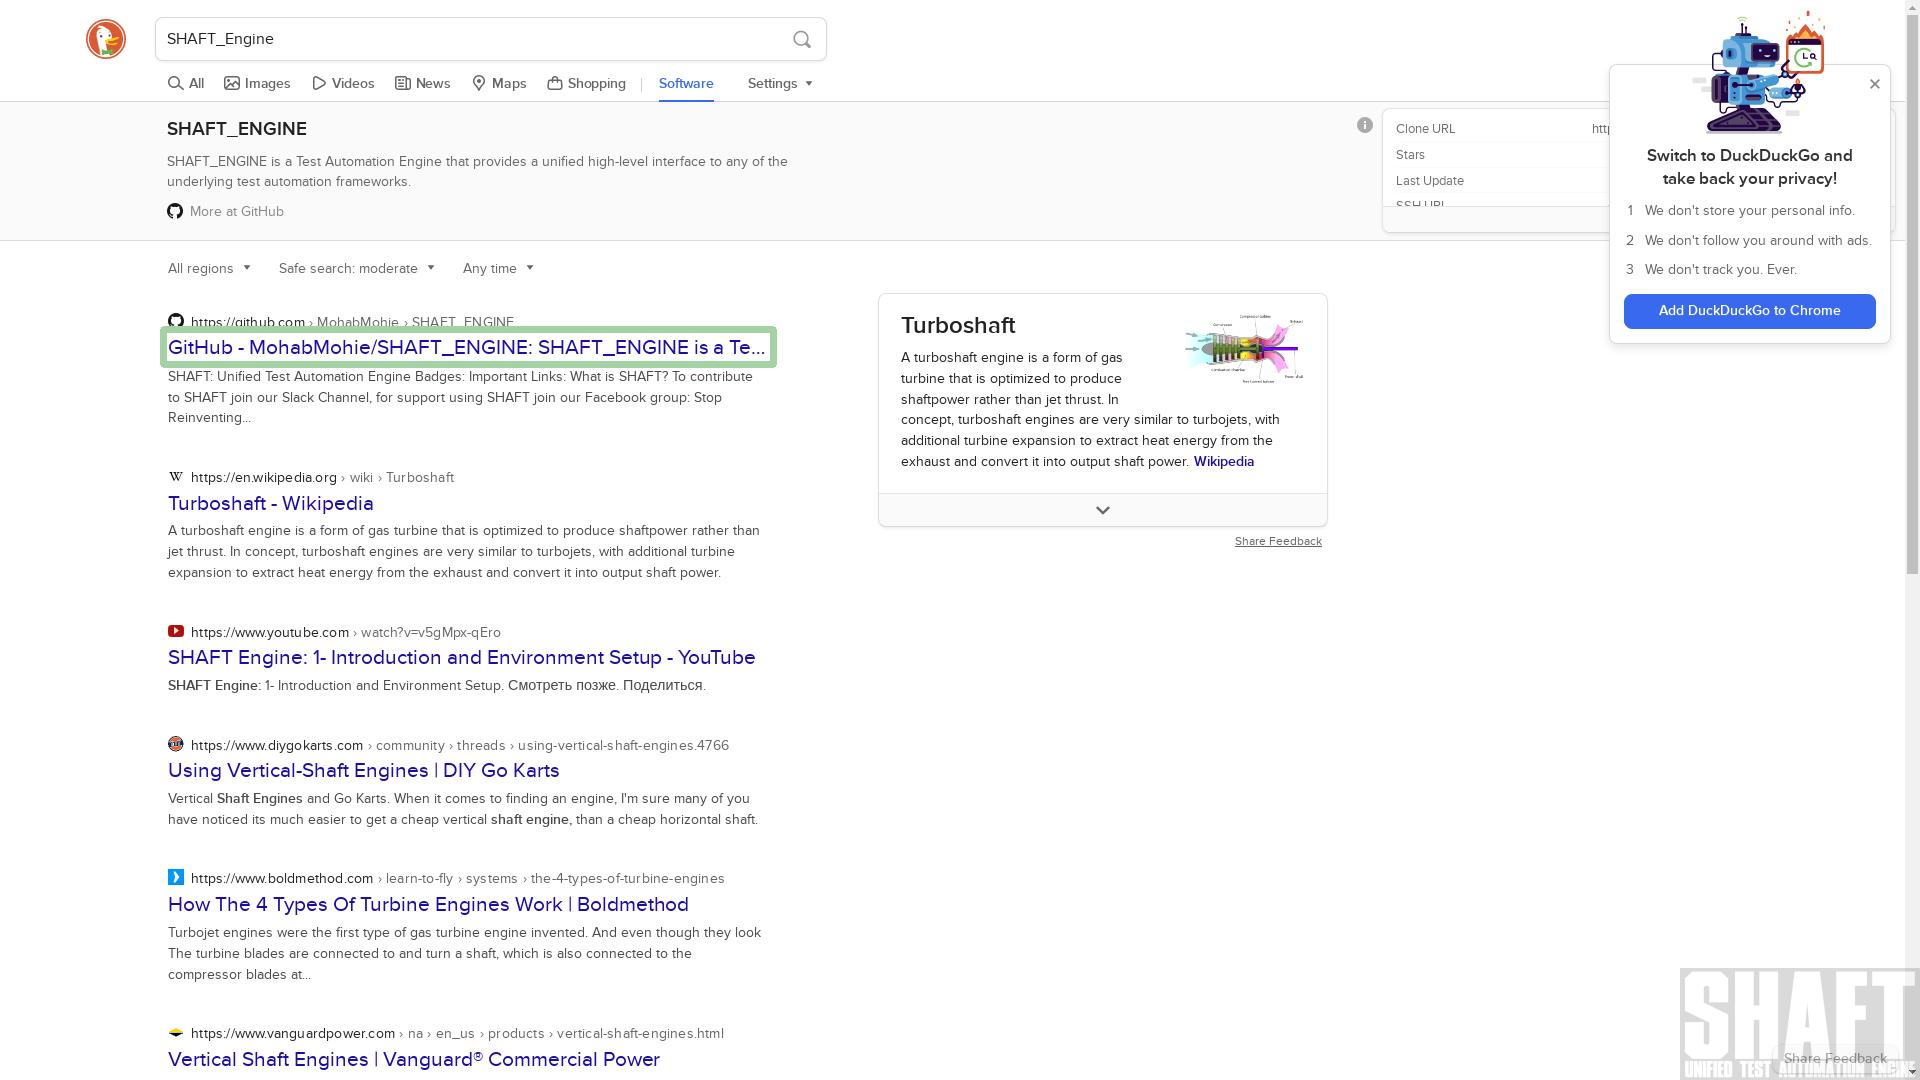 SHAFT_Engine
All Images Videos News Maps Shopping Software Settings
SHAFT_ENGINE
SHAFT_ENGINE is a Test Automation Engine that provides a unified high-level interface to any of the
underlying test automation frameworks.
More at GitHub
Clone URL
Stars
Last Update
SSH URL
Switch to DuckDuckGo and
take back your privacy!
1 We don't store your personal info.
2 We don't follow you around with ads.
3 We don't track you. Ever.
Add DuckDuckGo to Chrome
All regions Safe search: moderate Any time
https://github.com › MohabMohie › SHAFT_ENGINE
GitHub - MohabMohie/SHAFT_ENGINE: SHAFT_ENGINE is a Te...
SHAFT: Unified Test Automation Engine Badges: Important Links: What is SHAFT? To contribute
to SHAFT join our Slack Channel, for support using SHAFT join our Facebook group: Stop
Reinventing...
https://en.wikipedia.org › wiki › Turboshaft
Turboshaft - Wikipedia
A turboshaft engine is a form of gas turbine that is optimized to produce shaftpower rather than
jet thrust. In concept, turboshaft engines are very similar to turbojets, with additional turbine
expansion to extract heat energy from the exhaust and convert it into output shaft power.
https://www.youtube.com › watch?v=v5gMpx-qEro
SHAFT Engine: 1- Introduction and Environment Setup - YouTube
SHAFT Engine: 1- Introduction and Environment Setup. Смотреть позже. Поделиться.
https://www.diygokarts.com › community › threads › using-vertical-shaft-engines.4766
Using Vertical-Shaft Engines | DIY Go Karts
Vertical Shaft Engines and Go Karts. When it comes to finding an engine, I'm sure many of you
have noticed its much easier to get a cheap vertical shaft engine, than a cheap horizontal shaft.
https://www.boldmethod.com › learn-to-fly › systems › the-4-types-of-turbine-engines
How The 4 Types Of Turbine Engines Work | Boldmethod
Turbojet engines were the first type of gas turbine engine invented. And even though they look
The turbine blades are connected to and turn a shaft, which is also connected to the
compressor blades at...
https://www.vanguardpower.com › na › en_us › products › vertical-shaft-engines.html
Vertical Shaft Engines | Vanguard® Commercial Power
Turboshaft
A turboshaft engine is a form of gas
turbine that is optimized to produce
shaftpower rather than jet thrust. In
concept, turboshaft engines are very similar to turbojets, with
additional turbine expansion to extract heat energy from the
exhaust and convert it into output shaft power. Wikipedia
Share Feedback
SHAFT
UNIFIED TEST AUTOMATION ENGINE
Share Feedback